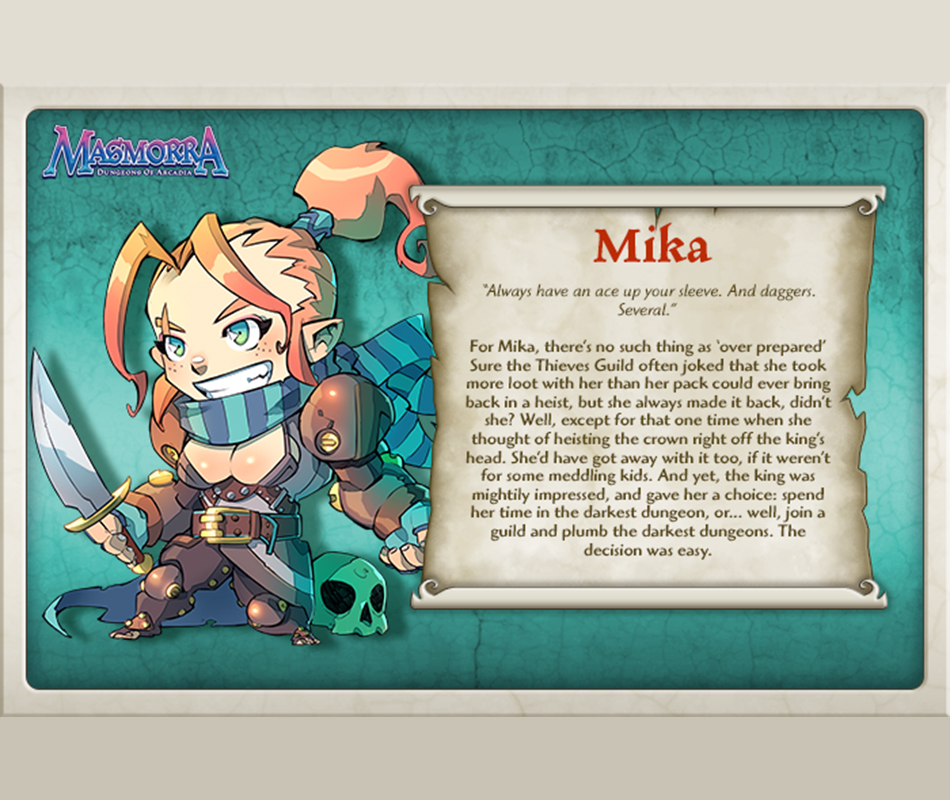 MASMORRA
DUNGEONS OF ARCADIA
Mika
“Always have an ace up your sleeve. And daggers.
Several.”
For Mika, there's no such thing as ‘over prepared’
Sure the Thieves Guild often joked that she took
more loot with her than her pack could ever bring
back in a heist, but she always made it back, didn't
she? Well, except for that one time when she
thought of heisting the crown right off the king's
head. She'd have got away with it too, if it weren't
for some meddling kids. And yet, the king was
mightily impressed, and gave her a choice: spend
her time in the darkest dungeon, or... well, join a
guild and plumb the darkest dungeons. The
decision was easy.